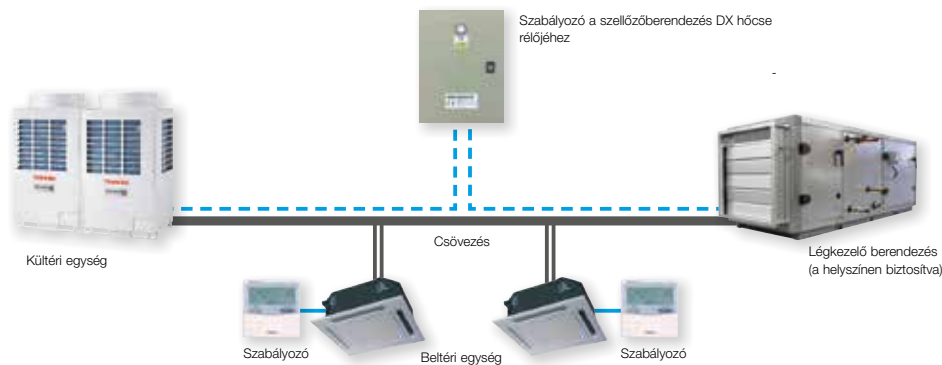 Szabályozó a szellőzőberendezés DX hőcse
rélőjéhez
-
Csövezés
Kültéri egység
Légkezelő berendezés
(a helyszínen biztosítva)
Szabályozó
Beltéri egység
Szabályozó